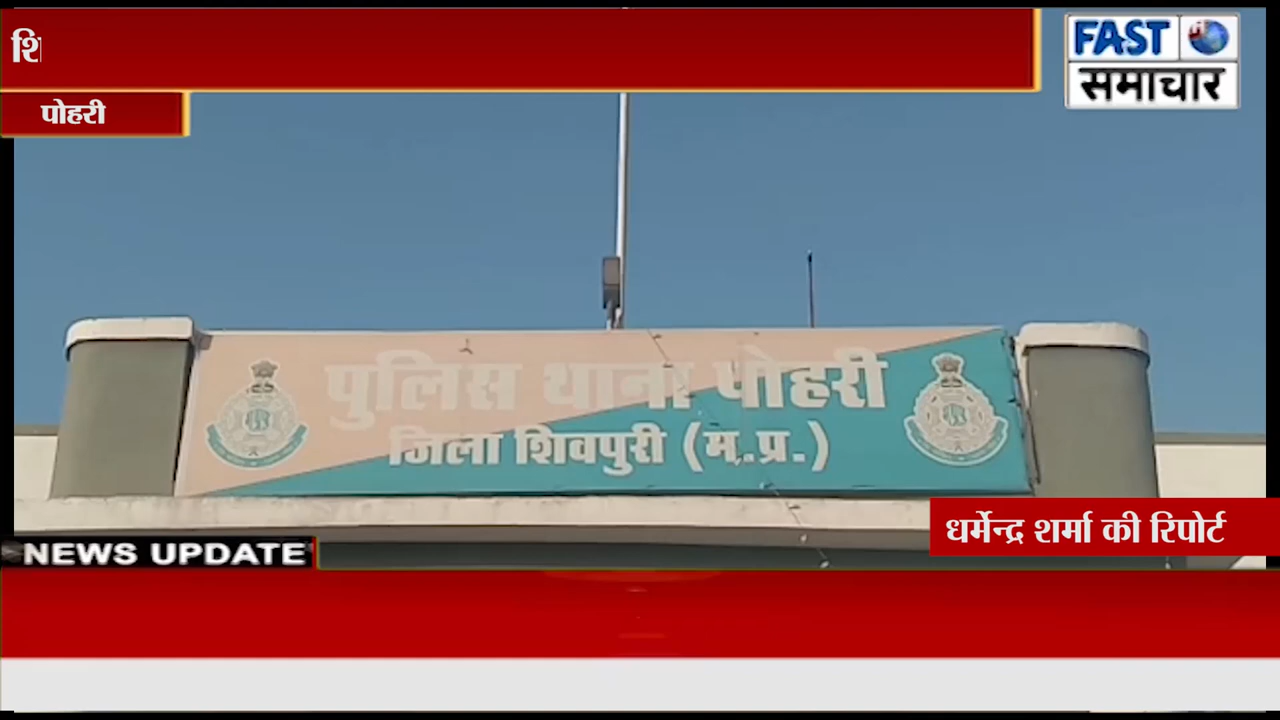 शि
FAST
समाचार
पोहरी
पुलिस थाना पोहरी
जिला शिवपुरी (म.प्र.)
धर्मेन्द्र शर्मा की रिपोर्ट
NEWS UPDATE